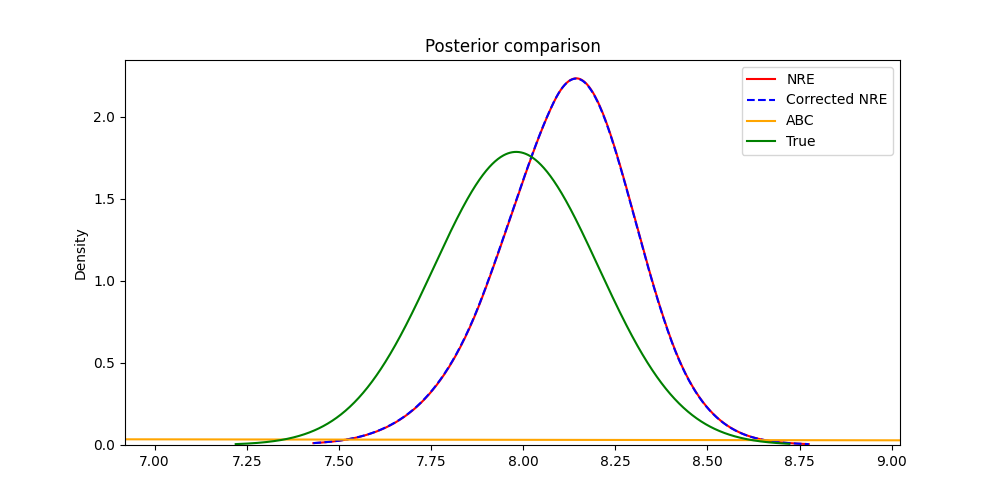 Posterior comparison
NRE
Corrected NRE
ABC
True
Density
2.0
1.5
1.0
0.5
0.0
7.00 7.25 7.50 7.75 8.00 8.25 8.50 8.75 9.00